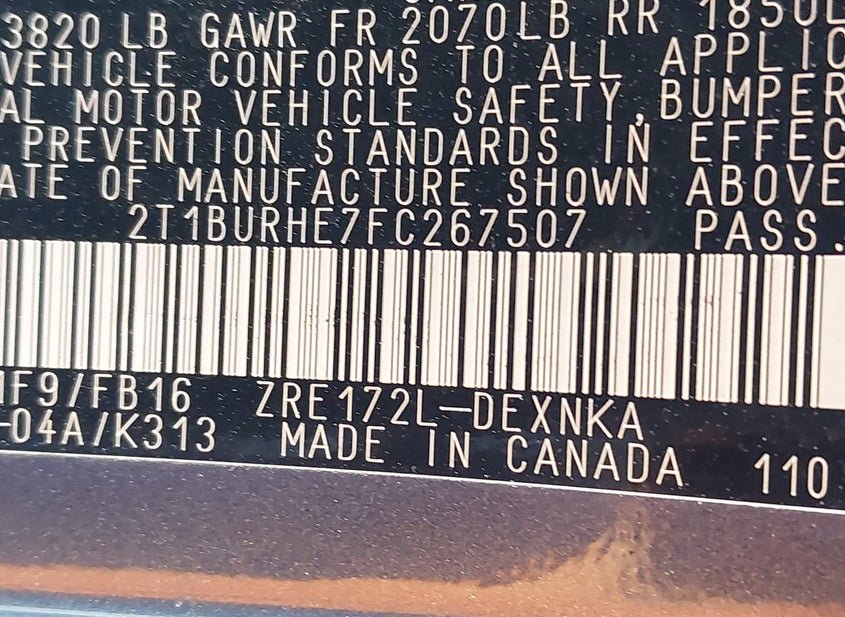 3820 LB GAWR FR 2070LB RR 1850L
VEHICLE CONFORMS TO ALL APPLIC
AL MOTOR VEHICLE SAFETY, BUMPER
PREVENTION STANDARDS IN EFFEC
ATE OF MANUFACTURE SHOWN ABOVE
2T1BURHE7FC267507 PASS.
1F9/FB16 ZRE172L-DEXNKA
-04A/K313 MADE IN CANADA 110